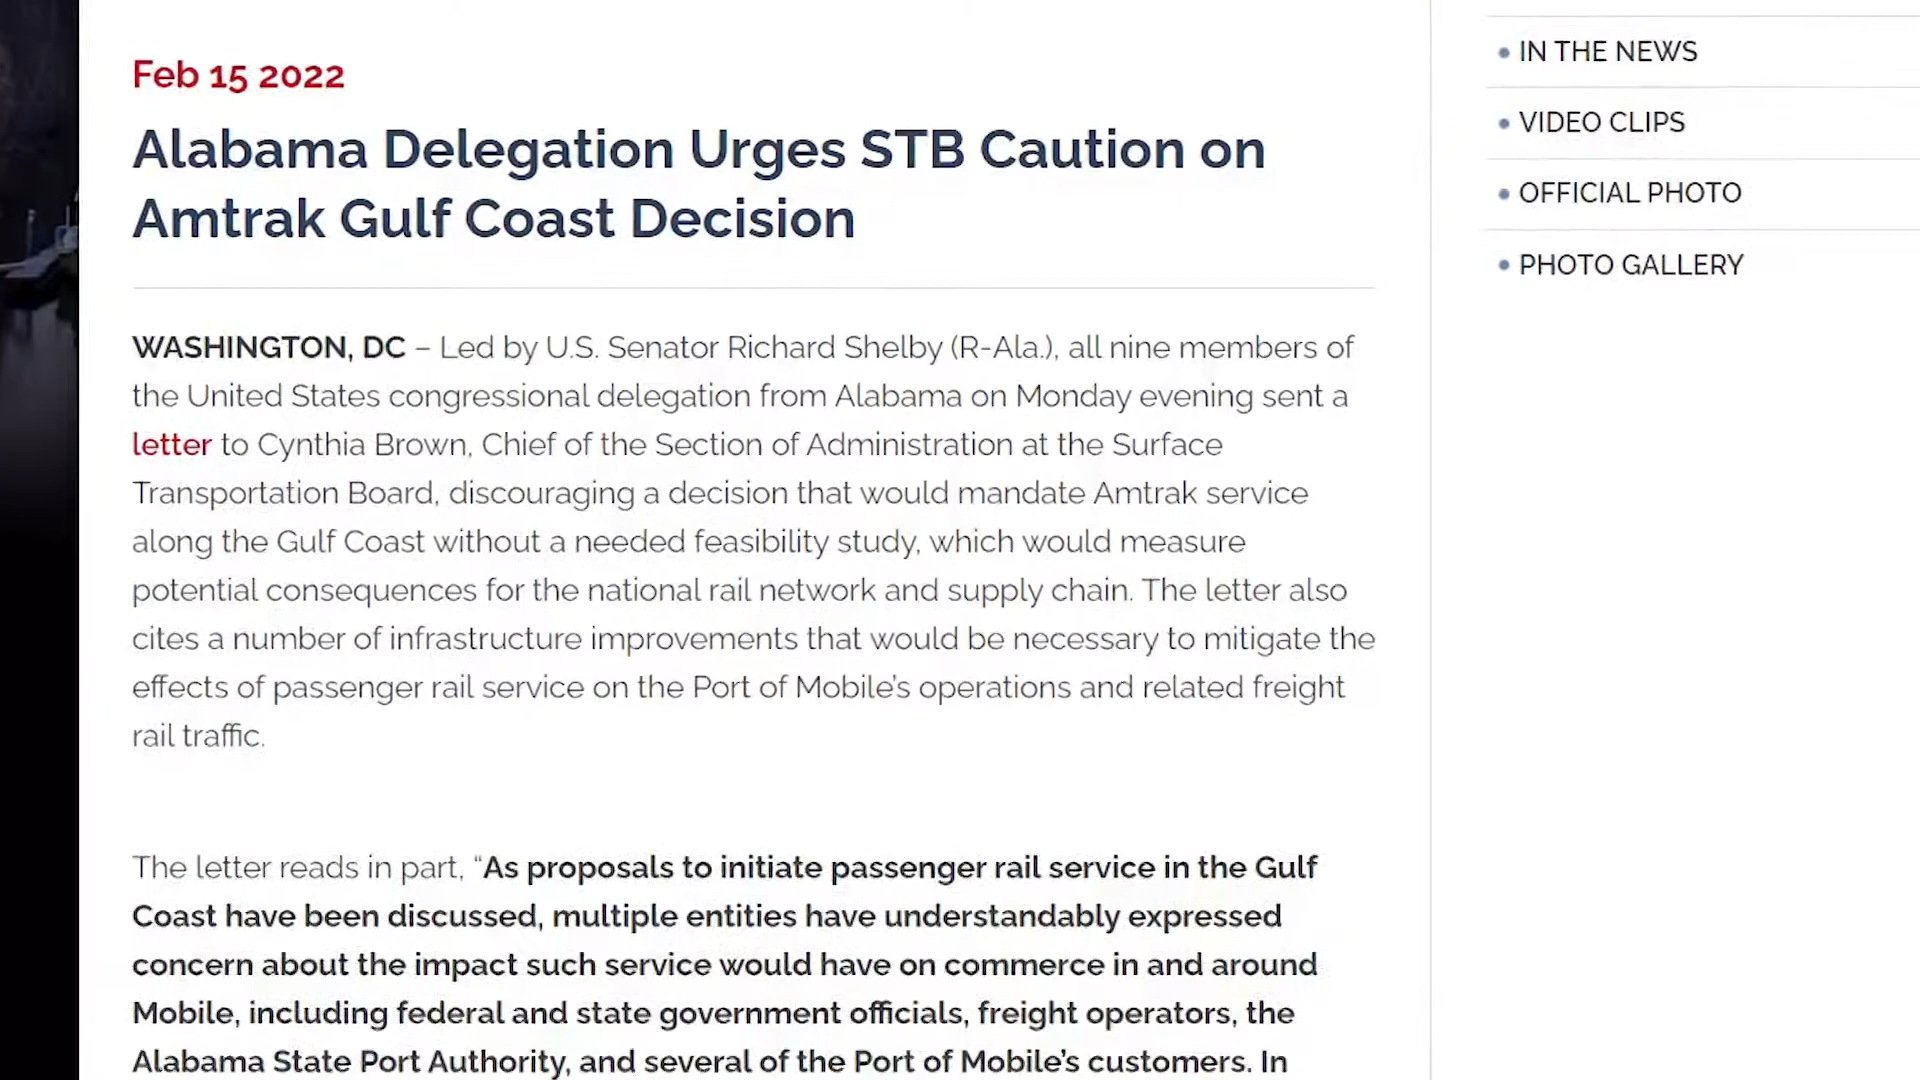 Feb 15 2022
Alabama Delegation Urges STB Caution on
Amtrak Gulf Coast Decision
WASHINGTON, DC – Led by U.S. Senator Richard Shelby (R-Ala.), all nine members of
the United States congressional delegation from Alabama on Monday evening sent a
letter to Cynthia Brown, Chief of the Section of Administration at the Surface
Transportation Board, discouraging a decision that would mandate Amtrak service
along the Gulf Coast without a needed feasibility study, which would measure
potential consequences for the national rail network and supply chain. The letter also
cites a number of infrastructure improvements that would be necessary to mitigate the
effects of passenger rail service on the Port of Mobile's operations and related freight
rail traffic.
The letter reads in part, “As proposals to initiate passenger rail service in the Gulf
Coast have been discussed, multiple entities have understandably expressed
concern about the impact such service would have on commerce in and around
Mobile, including federal and state government officials, freight operators, the
Alabama State Port Authority, and several of the Port of Mobile's customers. In
• IN THE NEWS
• VIDEO CLIPS
• OFFICIAL PHOTO
• PHOTO GALLERY